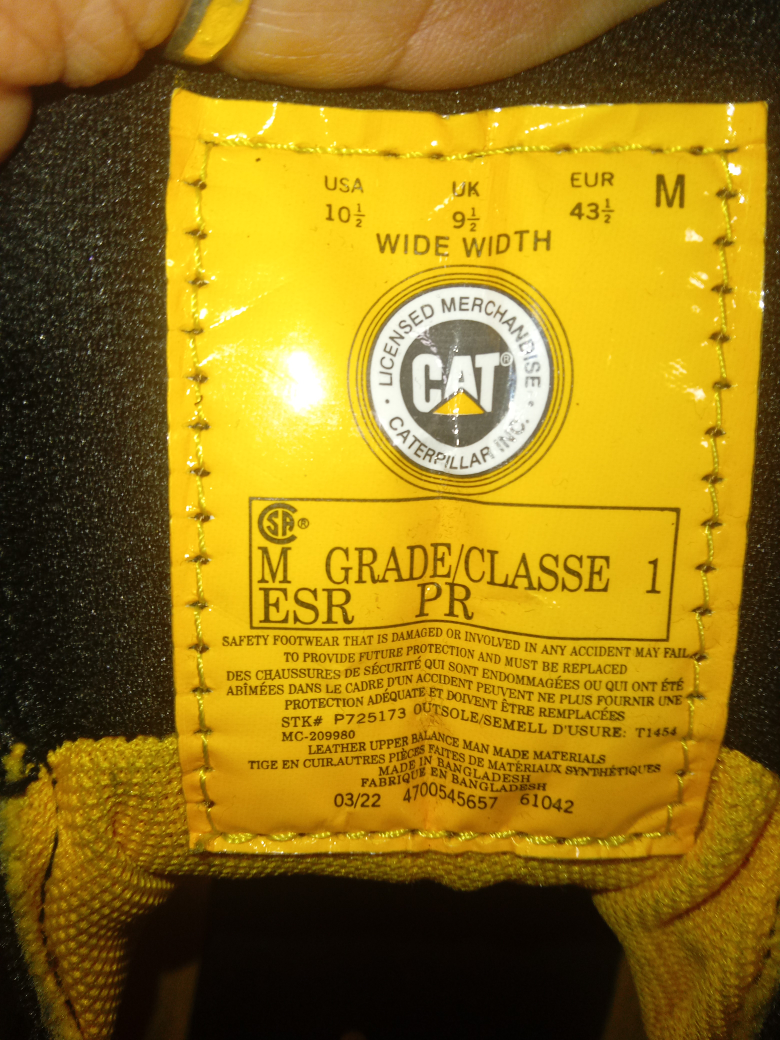 USA UK EUR M
10½ 9½ 43½
WIDE WIDTH
· LICENSED MERCHANDISE ·
CAT®
CATERPILLAR INC.
CSA®
M GRADE/CLASSE 1
ESR PR
SAFETY FOOTWEAR THAT IS DAMAGED OR INVOLVED IN ANY ACCIDENT MAY FAIL
TO PROVIDE FUTURE PROTECTION AND MUST BE REPLACED
DES CHAUSSURES DE SÉCURITÉ QUI SONT ENDOMMAGÉES OU QUI ONT ÉTÉ
ABÎMÉES DANS LE CADRE D'UN ACCIDENT PEUVENT NE PLUS FOURNIR UNE
PROTECTION ADÉQUATE ET DOIVENT ÊTRE REMPLACÉES
STK# P725173 OUTSOLE/SEMELL D'USURE: T1454
MC-209980
LEATHER UPPER BALANCE MAN MADE MATERIALS
TIGE EN CUIR.AUTRES PIÈCES FAITES DE MATÉRIAUX SYNTHÉTIQUES
MADE IN BANGLADESH
FABRIQUE EN BANGLADESH
03/22 4700545657 61042